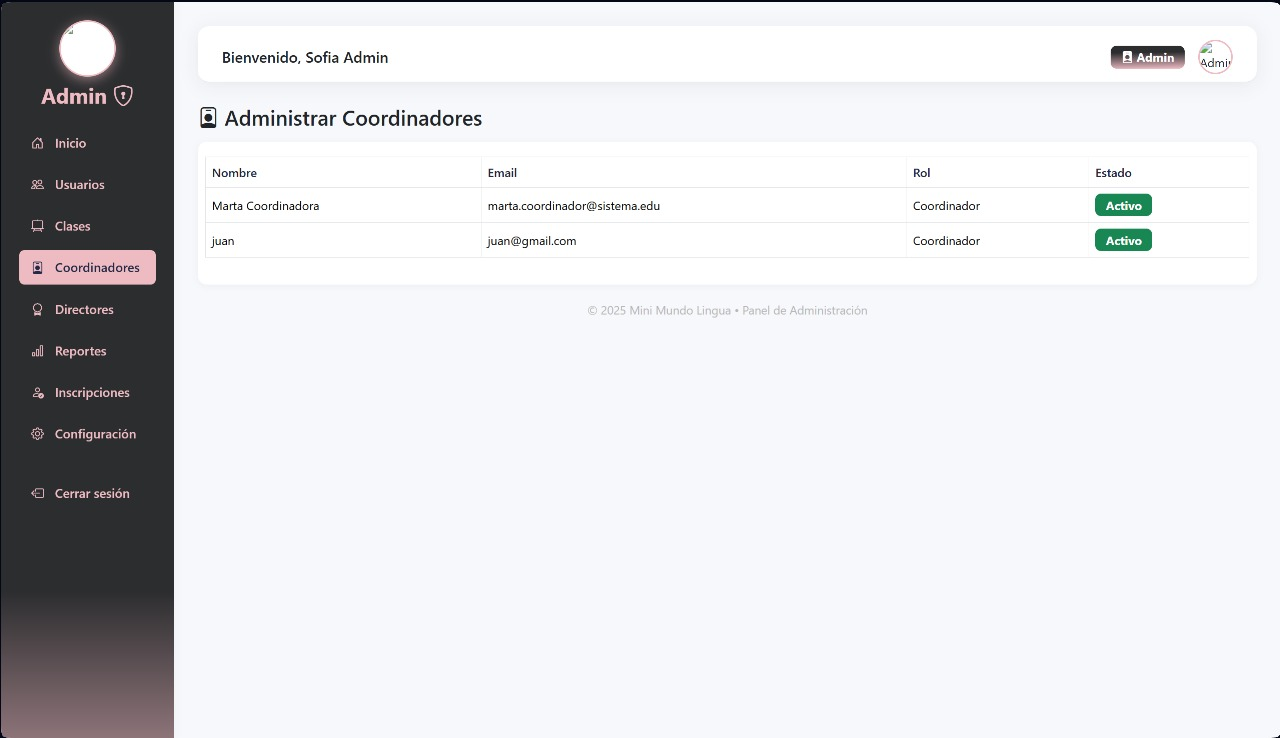 Admin
Inicio
Usuarios
Clases
Coordinadores
Directores
Reportes
Inscripciones
Configuración
Cerrar sesión
Bienvenido, Sofia Admin
Admin
Admi
Administrar Coordinadores
Nombre Email Rol Estado
Marta Coordinadora marta.coordinador@sistema.edu Coordinador Activo
juan juan@gmail.com Coordinador Activo
© 2025 Mini Mundo Lingua • Panel de Administración